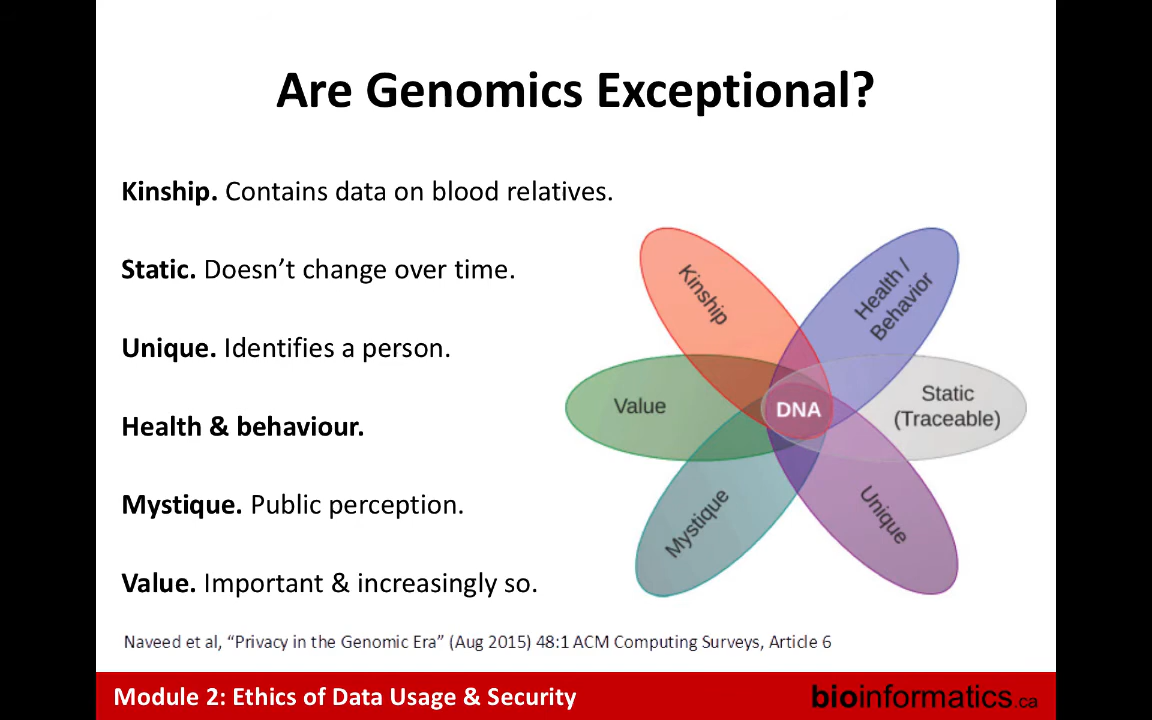 Are Genomics Exceptional?
Kinship. Contains data on blood relatives.
Static. Doesn’t change over time.
Unique. Identifies a person.
Health & behaviour.
Mystique. Public perception.
Value. Important & increasingly so.
Kinship
Health /
Behavior
Value
DNA
Static
(Traceable)
Mystique
Unique
Naveed et al, “Privacy in the Genomic Era” (Aug 2015) 48:1 ACM Computing Surveys, Article 6
Module 2: Ethics of Data Usage & Security
bioinformatics.ca